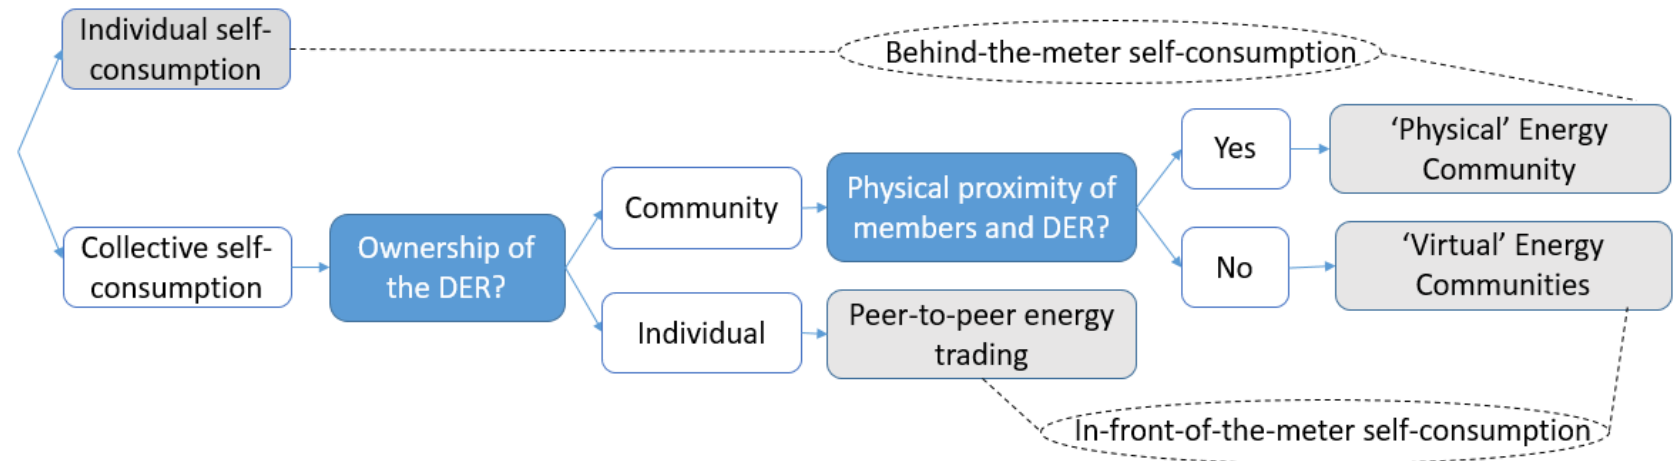 Individual self-
consumption
Behind-the-meter self-consumption
Collective self-
consumption
Ownership of
the DER?
Community
Individual
Physical proximity of
members and DER?
Peer-to-peer energy
trading
Yes
No
‘Physical’ Energy
Community
‘Virtual’ Energy
Communities
In-front-of-the-meter self-consumption